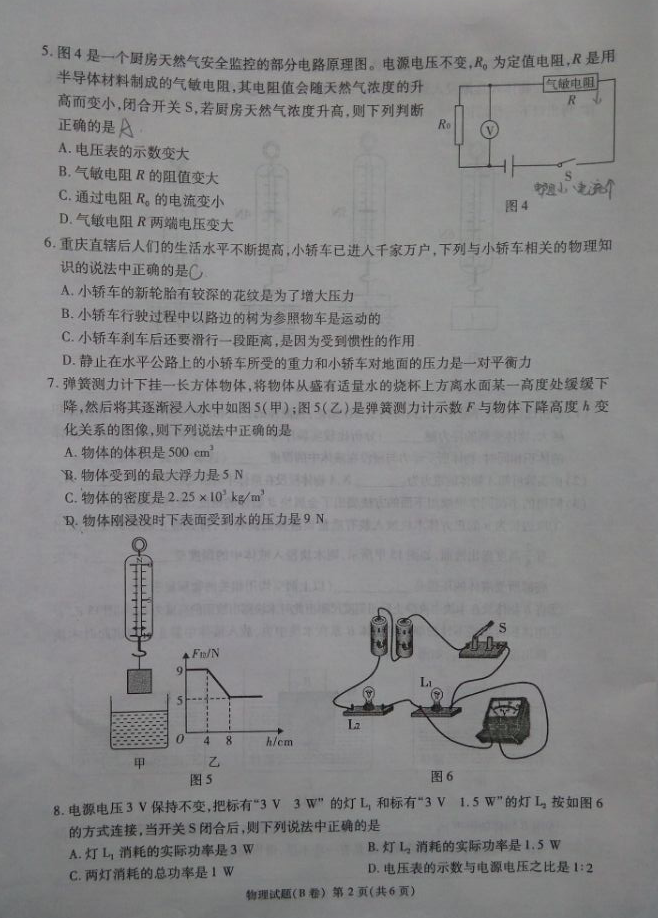 5. 图4是一个厨房天然气安全监控的部分电路原理图。电源电压不变,R₀ 为定值电阻,R 是用
半导体材料制成的气敏电阻,其电阻值会随天然气浓度的升
高而变小,闭合开关 S,若厨房天然气浓度升高,则下列判断
正确的是 A
A. 电压表的示数变大
B. 气敏电阻 R 的阻值变大
C. 通过电阻 R₀ 的电流变小
D. 气敏电阻 R 两端电压变大
气敏电阻
R
R₀
V
S
电阻小 电流个
图4
6. 重庆直辖后人们的生活水平不断提高,小轿车已进入千家万户,下列与小轿车相关的物理知
识的说法中正确的是 C
A. 小轿车的新轮胎有较深的花纹是为了增大压力
B. 小轿车行驶过程中以路边的树为参照物车是运动的
C. 小轿车刹车后还要滑行一段距离,是因为受到惯性的作用
D. 静止在水平公路上的小轿车所受的重力和小轿车对地面的压力是一对平衡力
7. 弹簧测力计下挂一长方体物体,将物体从盛有适量水的烧杯上方离水面某一高度处缓缓下
降,然后将其逐渐浸入水中如图5(甲);图5(乙)是弹簧测力计示数 F 与物体下降高度 h 变
化关系的图像,则下列说法中正确的是
A. 物体的体积是 500 cm³
B. 物体受到的最大浮力是 5 N
C. 物体的密度是 2.25×10³ kg/m³
D. 物体刚浸没时下表面受到水的压力是 9 N
F示/N
9
5
0 4 8 h/cm
甲 乙
图5
S
L₁
L₂
图6
8. 电源电压 3 V 保持不变,把标有“3 V 3 W”的灯 L₁ 和标有“3 V 1.5 W”的灯 L₂ 按如图6
的方式连接,当开关 S 闭合后,则下列说法中正确的是
A. 灯 L₁ 消耗的实际功率是 3 W B. 灯 L₂ 消耗的实际功率是 1.5 W
C. 两灯消耗的总功率是 1 W D. 电压表的示数与电源电压之比是 1:2
物理试题(B卷) 第2页(共6页)